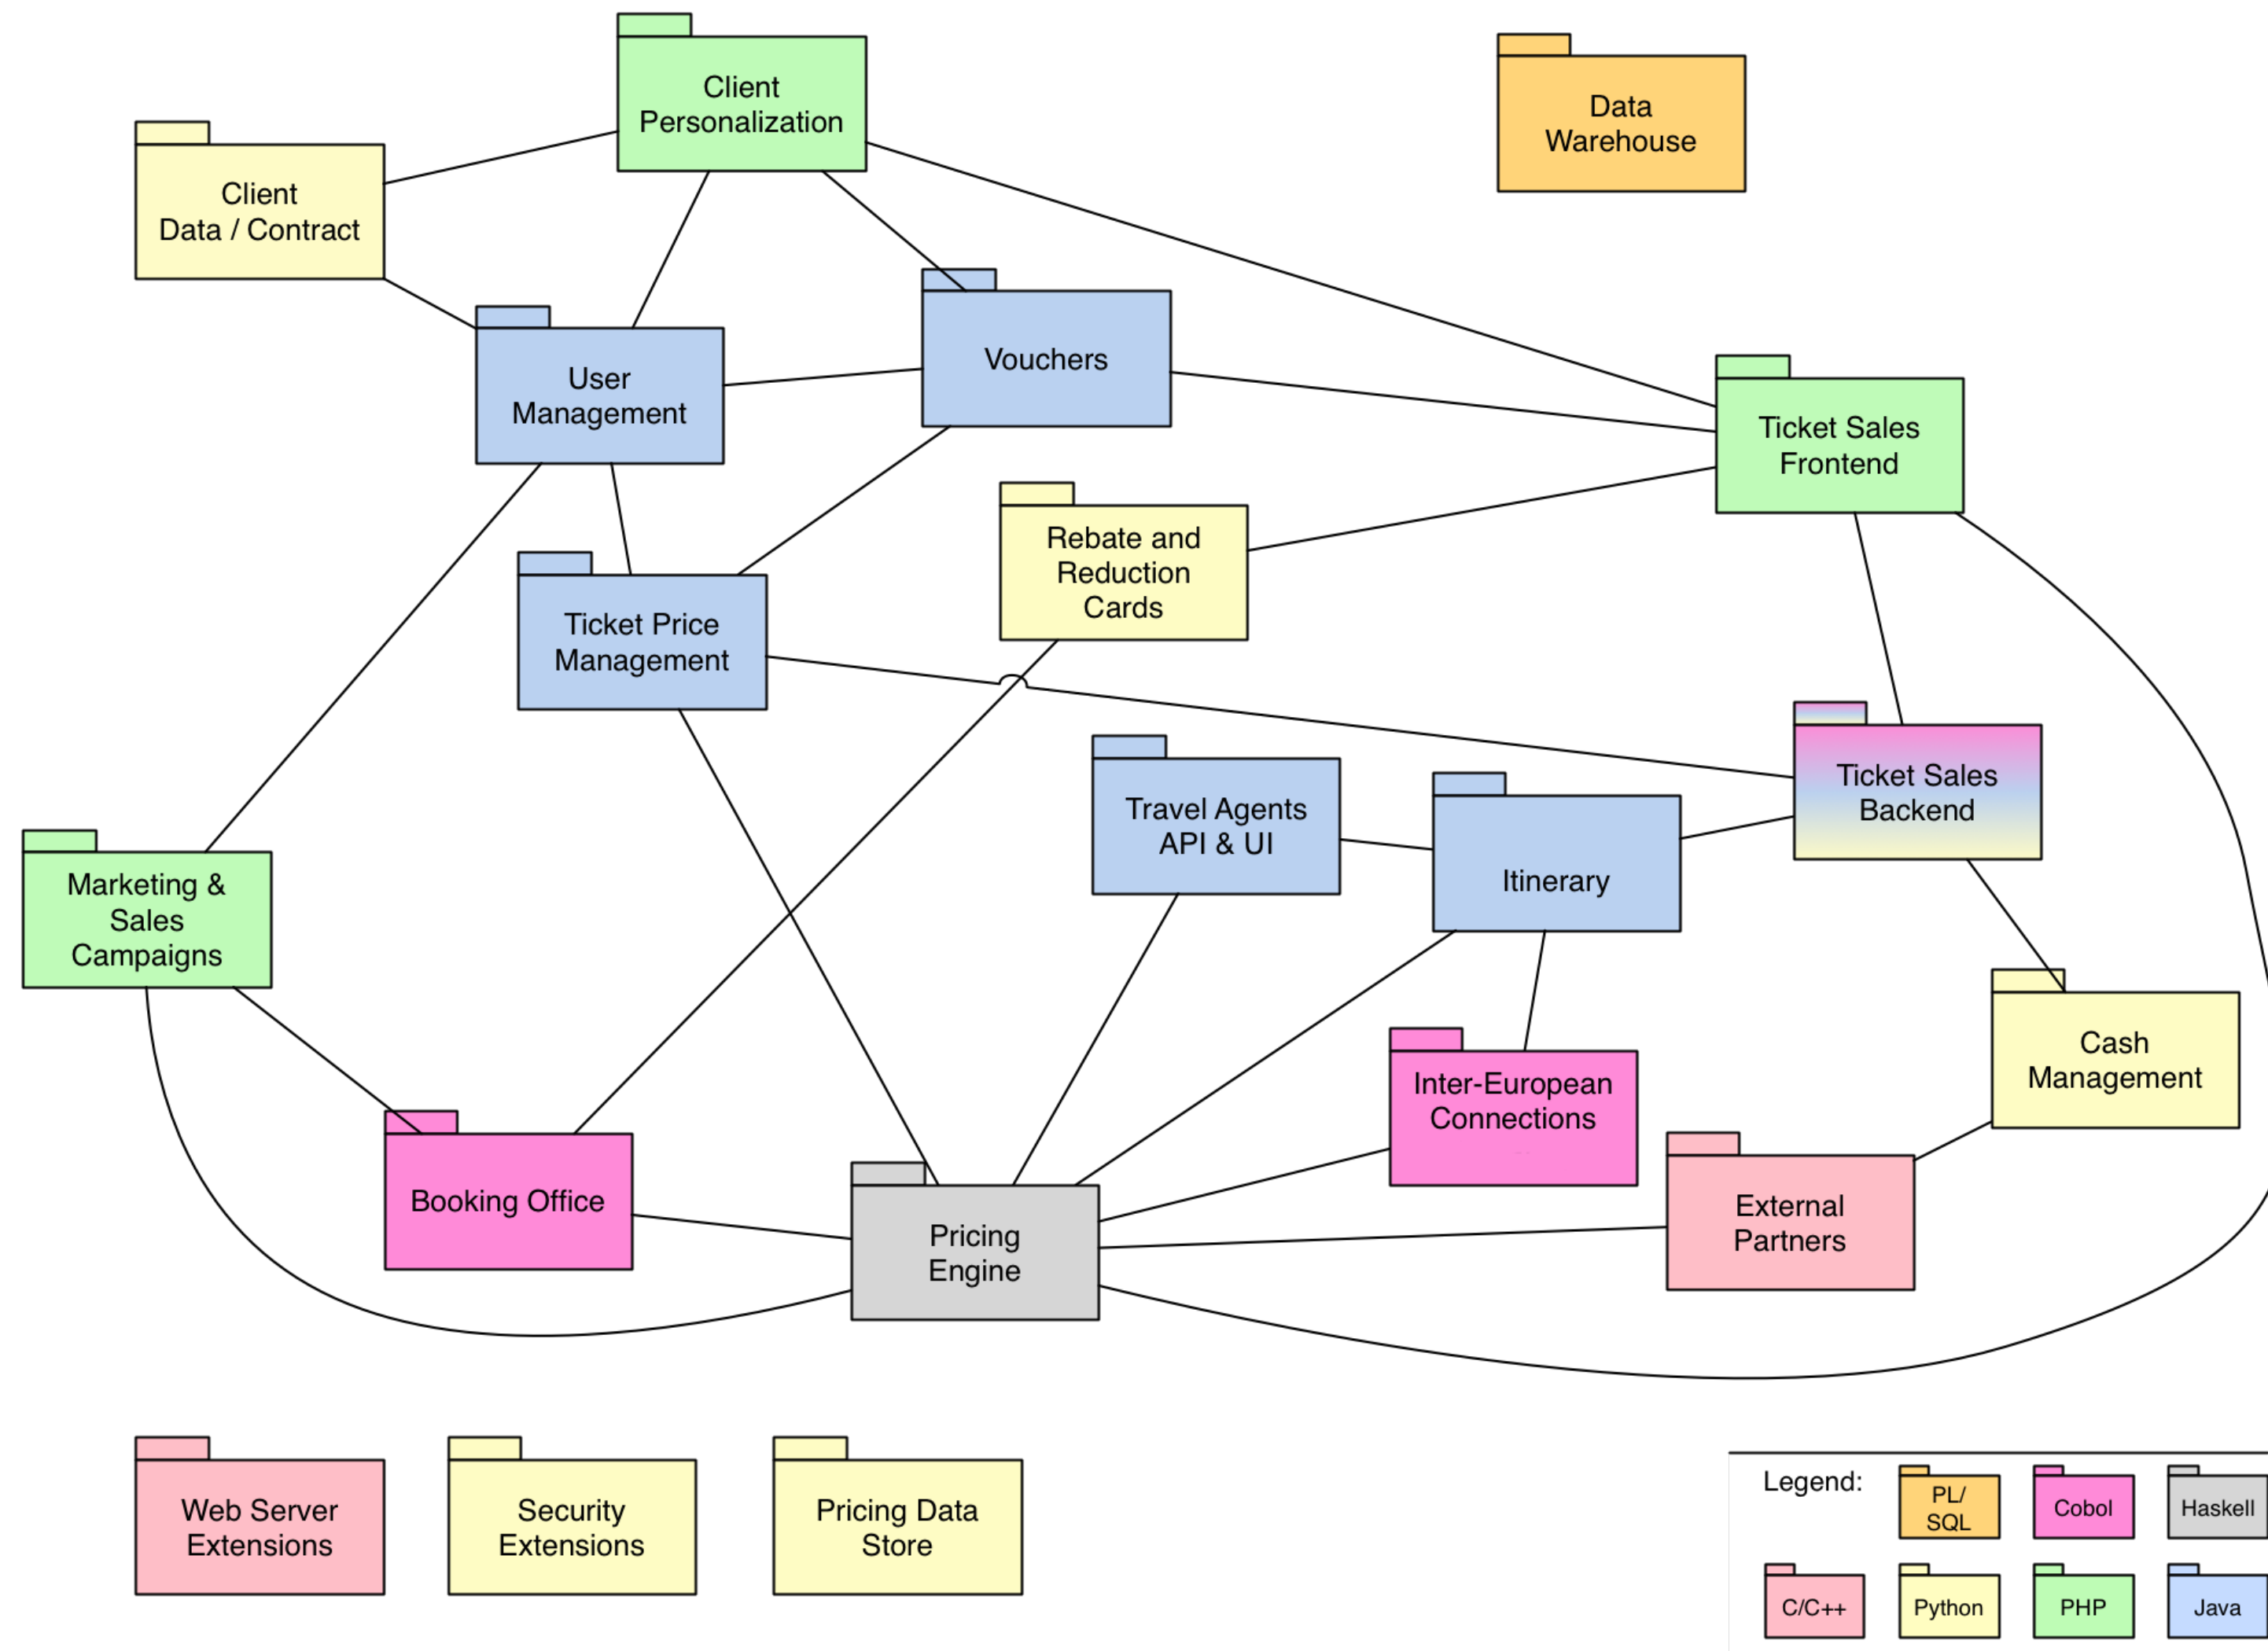 Client
Personalization
Data
Warehouse
Client
Data / Contract
User
Management
Vouchers
Ticket Sales
Frontend
Rebate and
Reduction
Cards
Ticket Price
Management
Travel Agents
API & UI
Itinerary
Ticket Sales
Backend
Marketing &
Sales
Campaigns
Inter-European
Connections
Cash
Management
Booking Office
Pricing
Engine
External
Partners
Web Server
Extensions
Security
Extensions
Pricing Data
Store
Legend:
PL/
SQL
Cobol
Haskell
C/C++
Python
PHP
Java